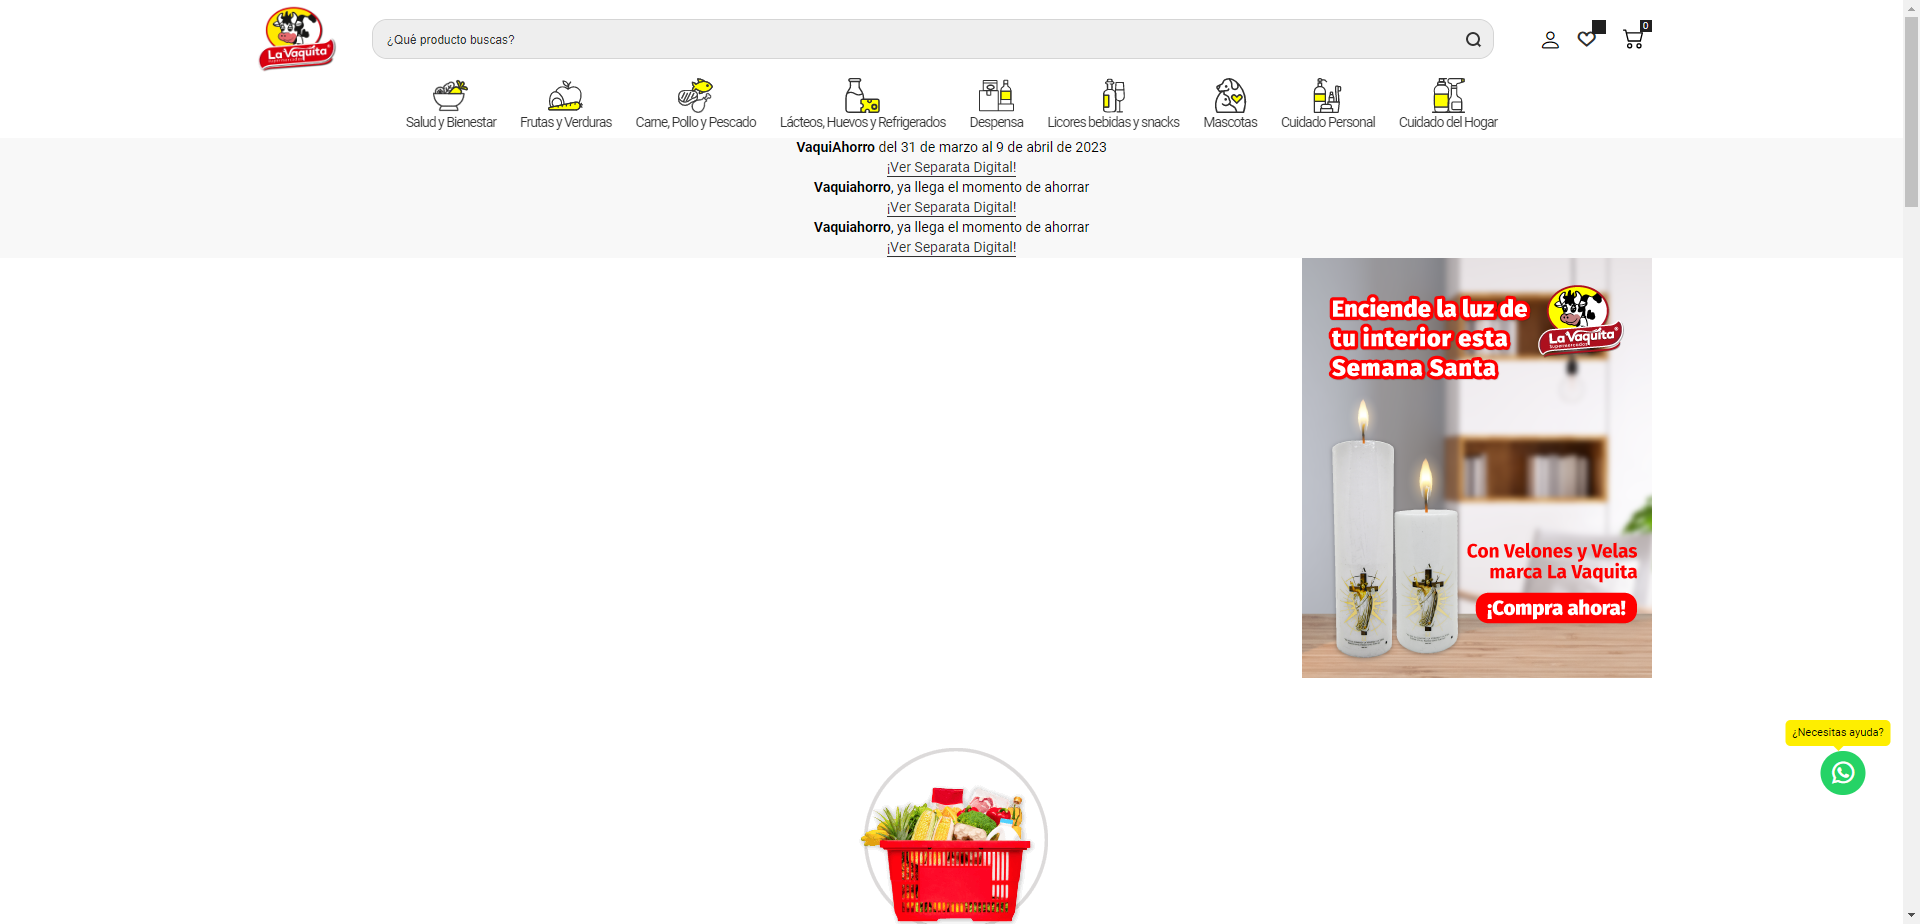 La Vaquita
Supermercados
¿Qué producto buscas?
0
Salud y Bienestar
Frutas y Verduras
Carne, Pollo y Pescado
Lácteos, Huevos y Refrigerados
Despensa
Licores bebidas y snacks
Mascotas
Cuidado Personal
Cuidado del Hogar
VaquiAhorro del 31 de marzo al 9 de abril de 2023
¡Ver Separata Digital!
Vaquiahorro, ya llega el momento de ahorrar
¡Ver Separata Digital!
Vaquiahorro, ya llega el momento de ahorrar
¡Ver Separata Digital!
Enciende la luz de
tu interior esta
Semana Santa
La Vaquita
Supermercados
Con Velones y Velas
marca La Vaquita
¡Compra ahora!
¿Necesitas ayuda?